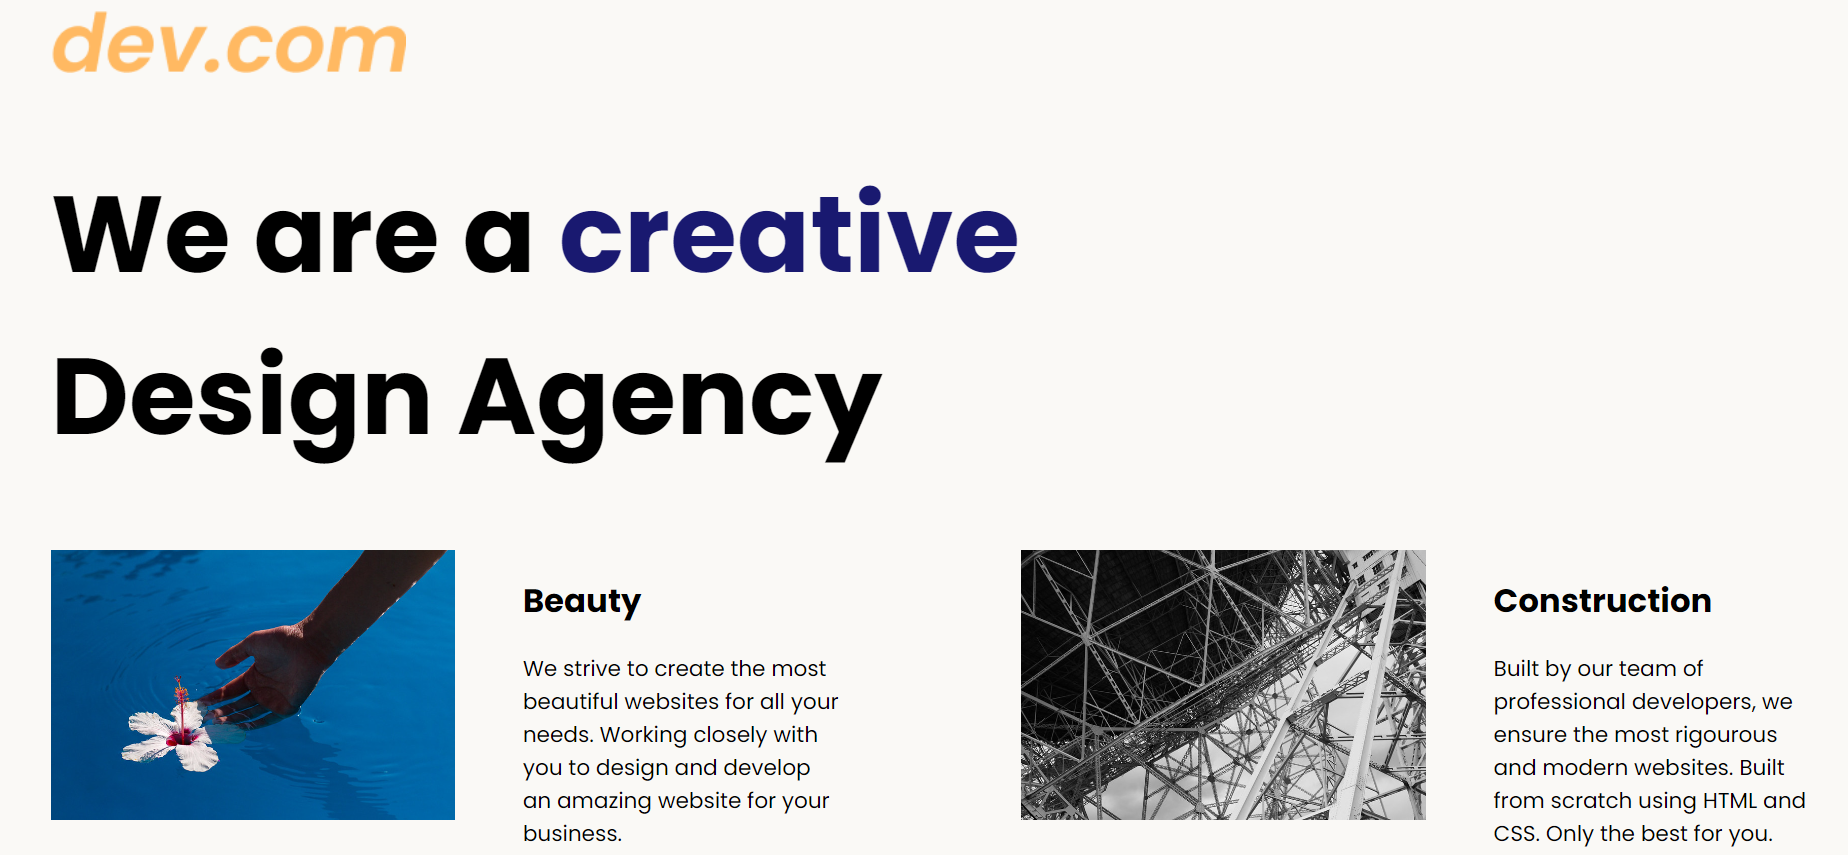 dev.com
We are a creative
Design Agency
Beauty
We strive to create the most
beautiful websites for all your
needs. Working closely with
you to design and develop
an amazing website for your
business.
Construction
Built by our team of
professional developers, we
ensure the most rigourous
and modern websites. Built
from scratch using HTML and
CSS. Only the best for you.